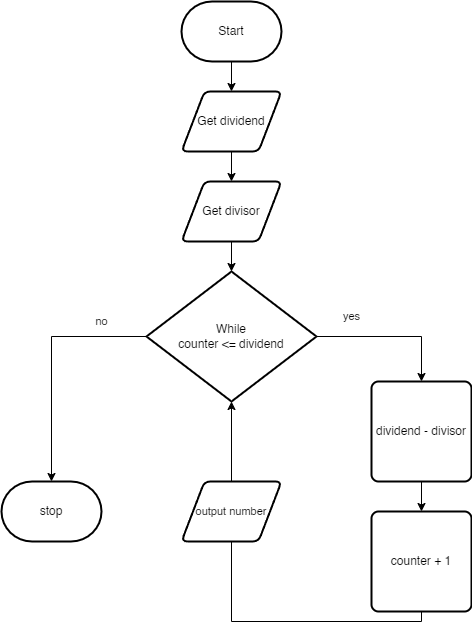 Start
Get dividend
Get divisor
While
counter <= dividend
no
yes
dividend - divisor
stop
output number
counter + 1